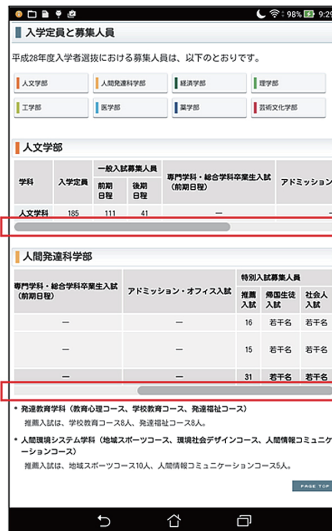 98% 9:29
入学定員と募集人員
平成28年度入学者選抜における募集人員は、以下のとおりです。
人文学部 人間発達科学部 経済学部 理学部
工学部 医学部 薬学部 芸術文化学部
人文学部
学科 入学定員 一般入試募集人員 前期日程 後期日程 専門学科・総合学科卒業生入試(前期日程) アドミッション
人文学科 185 111 41 ー
人間発達科学部
専門学科・総合学科卒業生入試(前期日程) アドミッション・オフィス入試 特別入試募集人員 推薦入試 帰国生徒入試 社会人入試
ー ー 16 若干名 若干名
ー ー 15 若干名 若干名
ー ー 31 若干名 若干名
* 発達教育学科(教育心理コース、学校教育コース、発達福祉コース)
推薦入試は、学校教育コース8人、発達福祉コース8人。
* 人間環境システム学科(地域スポーツコース、環境社会デザインコース、人間情報コミュニケ
ーションコース)
推薦入試は、地域スポーツコース10人、人間情報コミュニケーションコース5人。
PAGE TOP